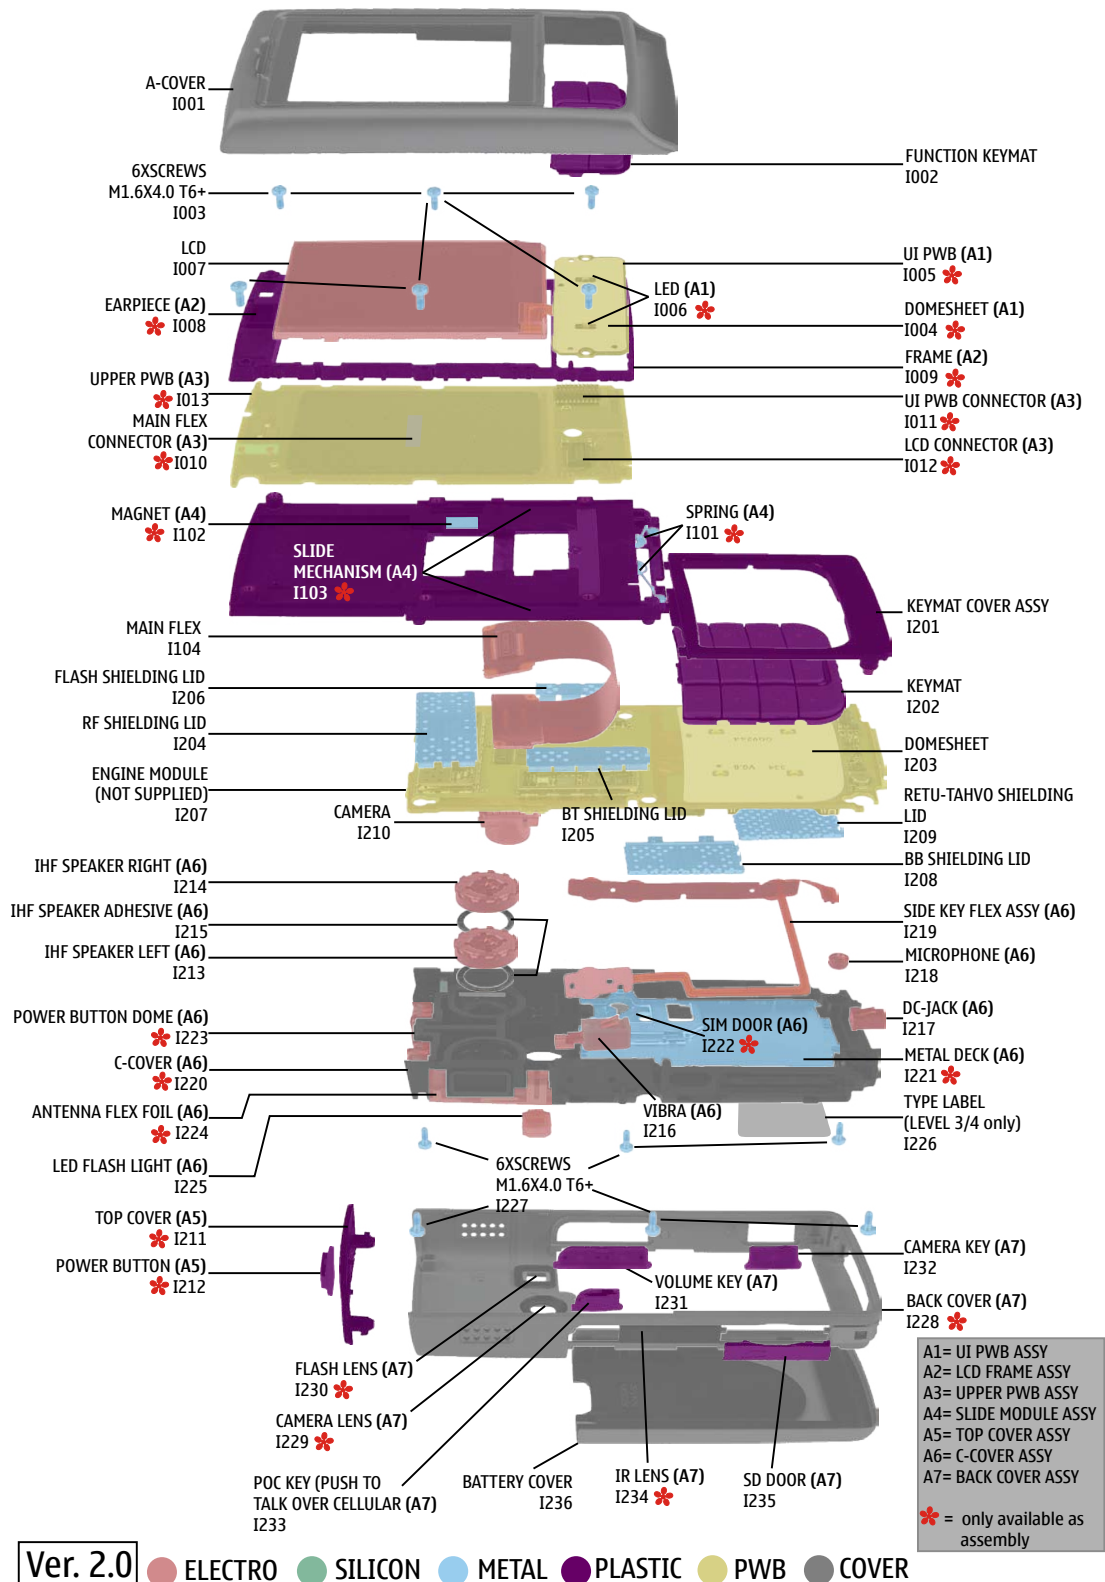 A-COVER
I001
FUNCTION KEYMAT
I002
6XSCREWS
M1.6X4.0 T6+
I003
LCD
I007
UI PWB (A1)
I005
LED (A1)
I006
EARPIECE (A2)
I008
DOMESHEET (A1)
I004
FRAME (A2)
I009
UPPER PWB (A3)
I013
UI PWB CONNECTOR (A3)
I011
MAIN FLEX
CONNECTOR (A3)
I010
LCD CONNECTOR (A3)
I012
MAGNET (A4)
I102
SPRING (A4)
I101
SLIDE
MECHANISM (A4)
I103
KEYMAT COVER ASSY
I201
MAIN FLEX
I104
FLASH SHIELDING LID
I206
KEYMAT
I202
RF SHIELDING LID
I204
DOMESHEET
I203
ENGINE MODULE
(NOT SUPPLIED)
I207
RETU-TAHVO SHIELDING
LID
I209
CAMERA
I210
BT SHIELDING LID
I205
BB SHIELDING LID
I208
IHF SPEAKER RIGHT (A6)
I214
IHF SPEAKER ADHESIVE (A6)
I215
SIDE KEY FLEX ASSY (A6)
I219
IHF SPEAKER LEFT (A6)
I213
MICROPHONE (A6)
I218
POWER BUTTON DOME (A6)
I223
DC-JACK (A6)
I217
SIM DOOR (A6)
I222
C-COVER (A6)
I220
METAL DECK (A6)
I221
ANTENNA FLEX FOIL (A6)
I224
VIBRA (A6)
I216
TYPE LABEL
(LEVEL 3/4 only)
I226
LED FLASH LIGHT (A6)
I225
6XSCREWS
M1.6X4.0 T6+
I227
TOP COVER (A5)
I211
POWER BUTTON (A5)
I212
CAMERA KEY (A7)
I232
VOLUME KEY (A7)
I231
BACK COVER (A7)
I228
FLASH LENS (A7)
I230
CAMERA LENS (A7)
I229
POC KEY (PUSH TO
TALK OVER CELLULAR (A7)
I233
BATTERY COVER
I236
IR LENS (A7)
I234
SD DOOR (A7)
I235
A1= UI PWB ASSY
A2= LCD FRAME ASSY
A3= UPPER PWB ASSY
A4= SLIDE MODULE ASSY
A5= TOP COVER ASSY
A6= C-COVER ASSY
A7= BACK COVER ASSY
= only available as
assembly
Ver. 2.0 ELECTRO SILICON METAL PLASTIC PWB COVER